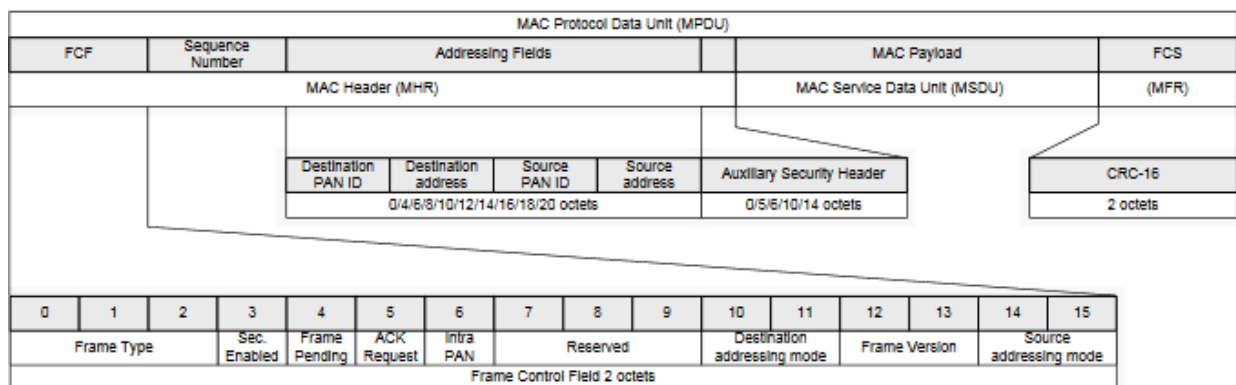 MAC Protocol Data Unit (MPDU)
FCF Sequence Number Addressing Fields MAC Payload FCS
MAC Header (MHR) MAC Service Data Unit (MSDU) (MFR)
Destination PAN ID Destination address Source PAN ID Source address Auxiliary Security Header CRC-16
0/4/6/8/10/12/14/16/18/20 octets 0/5/6/10/14 octets 2 octets
0 1 2 3 4 5 6 7 8 9 10 11 12 13 14 15
Frame Type Sec. Enabled Frame Pending ACK Request Intra PAN Reserved Destination addressing mode Frame Version Source addressing mode
Frame Control Field 2 octets